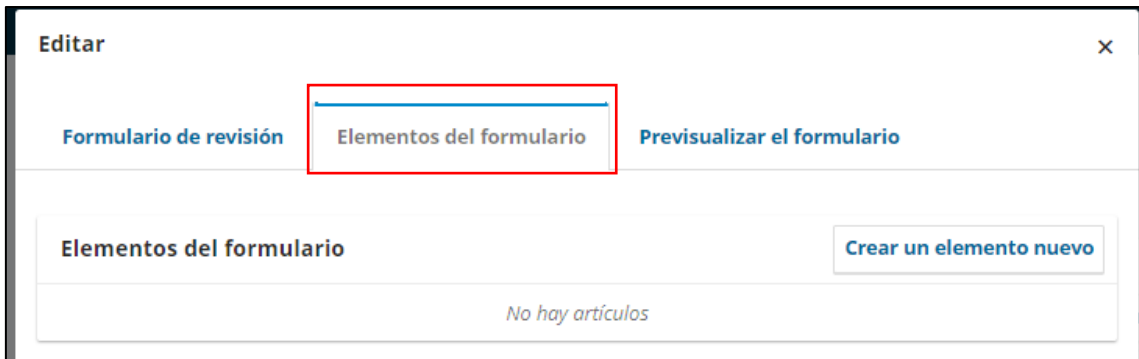 Editar
×
Formulario de revisión Elementos del formulario Previsualizar el formulario
Elementos del formulario Crear un elemento nuevo
No hay artículos